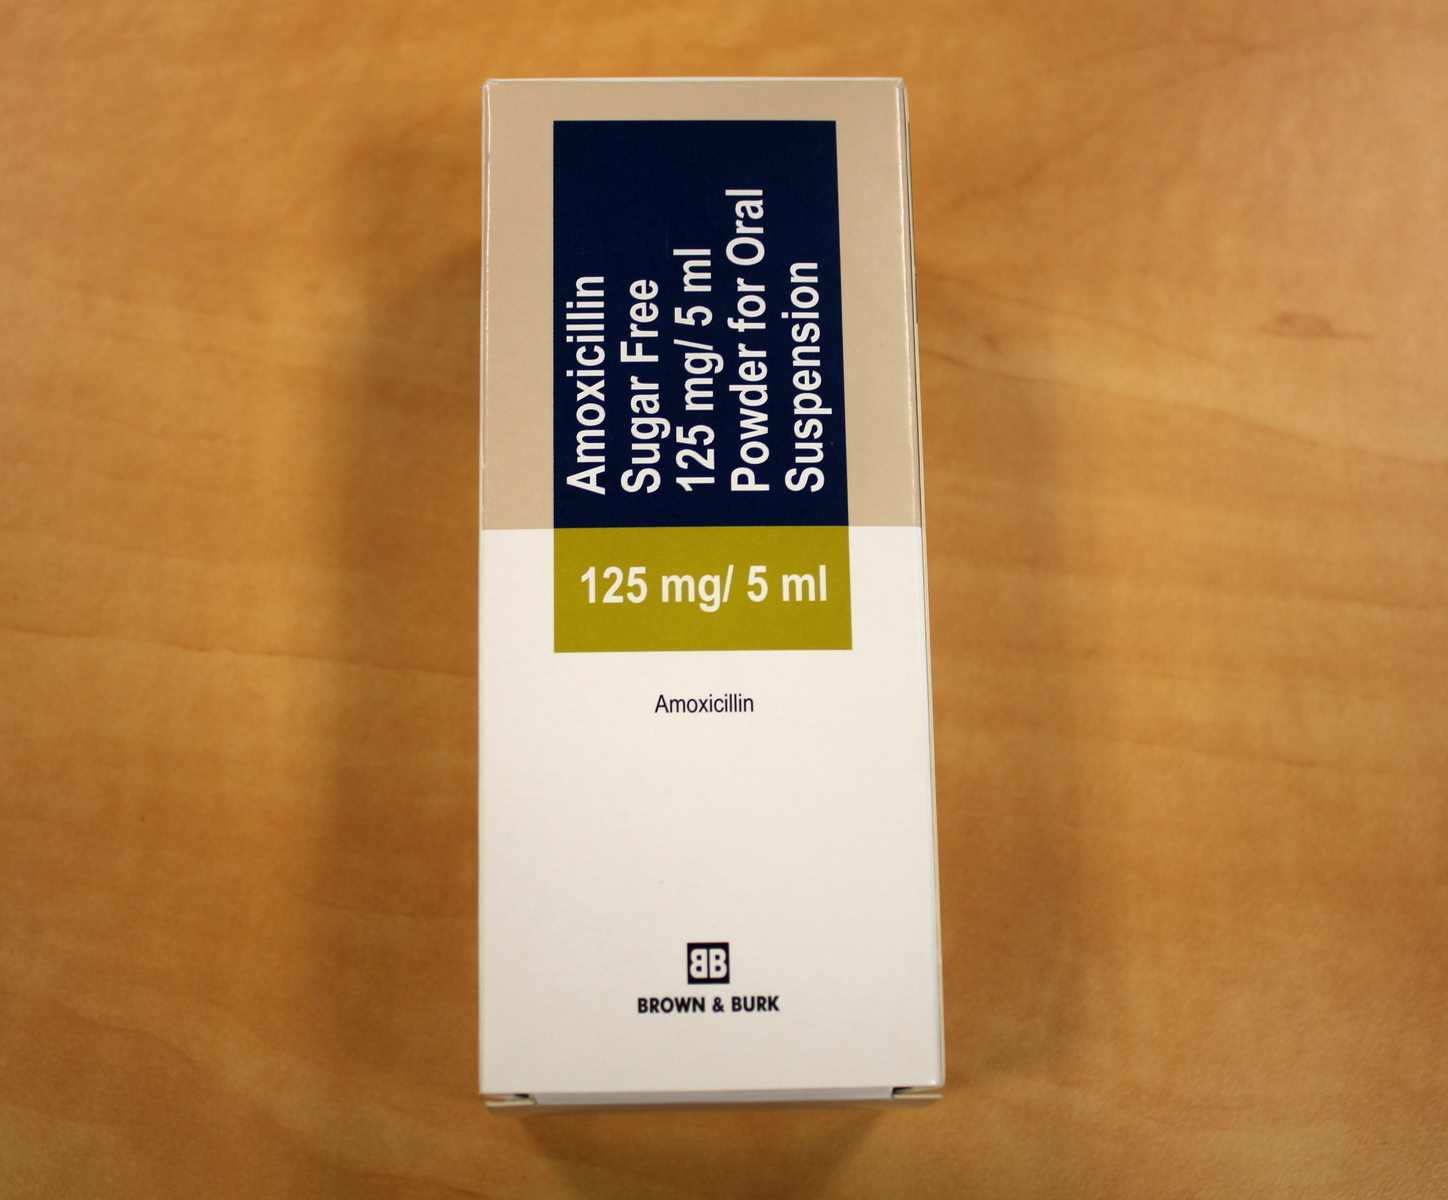 Amoxicillin
Sugar Free
125 mg/ 5 ml
Powder for Oral
Suspension
125 mg/ 5 ml
Amoxicillin
BB
BROWN & BURK